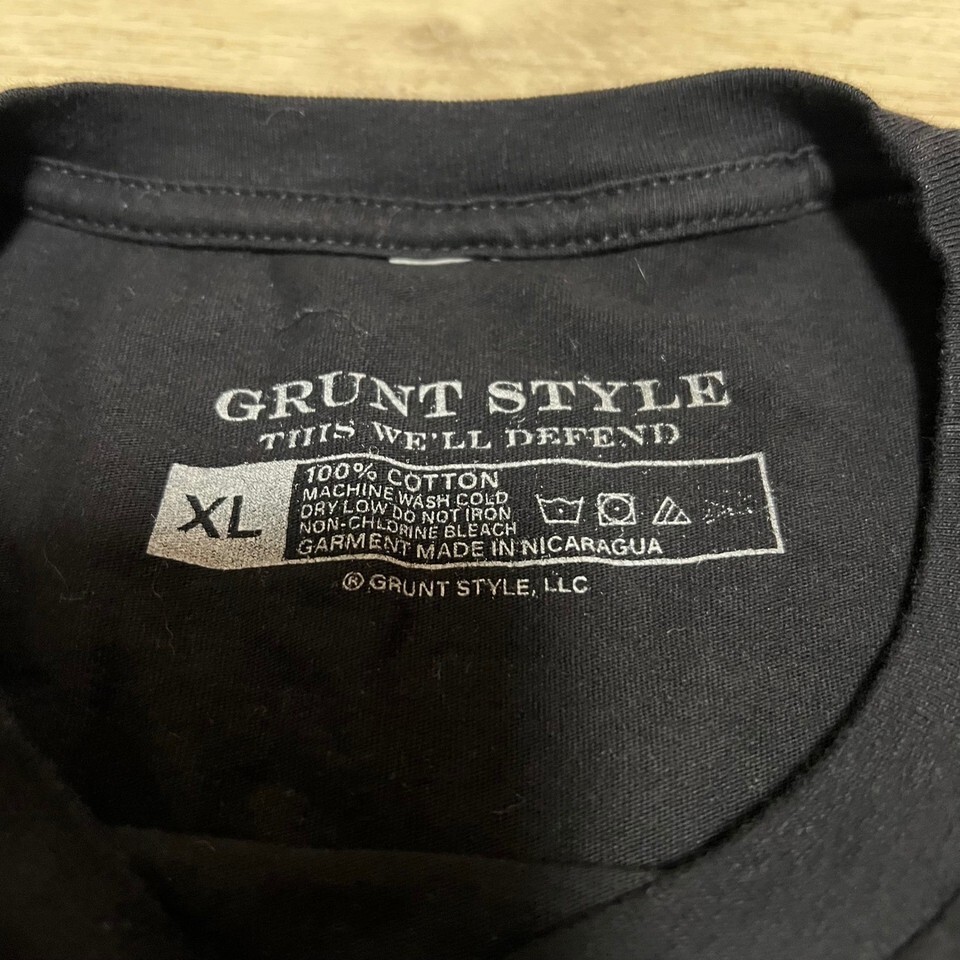 GRUNT STYLE
THIS WE'LL DEFEND
XL
100% COTTON
MACHINE WASH COLD
DRY LOW DO NOT IRON
NON-CHLORINE BLEACH
GARMENT MADE IN NICARAGUA
® GRUNT STYLE, LLC